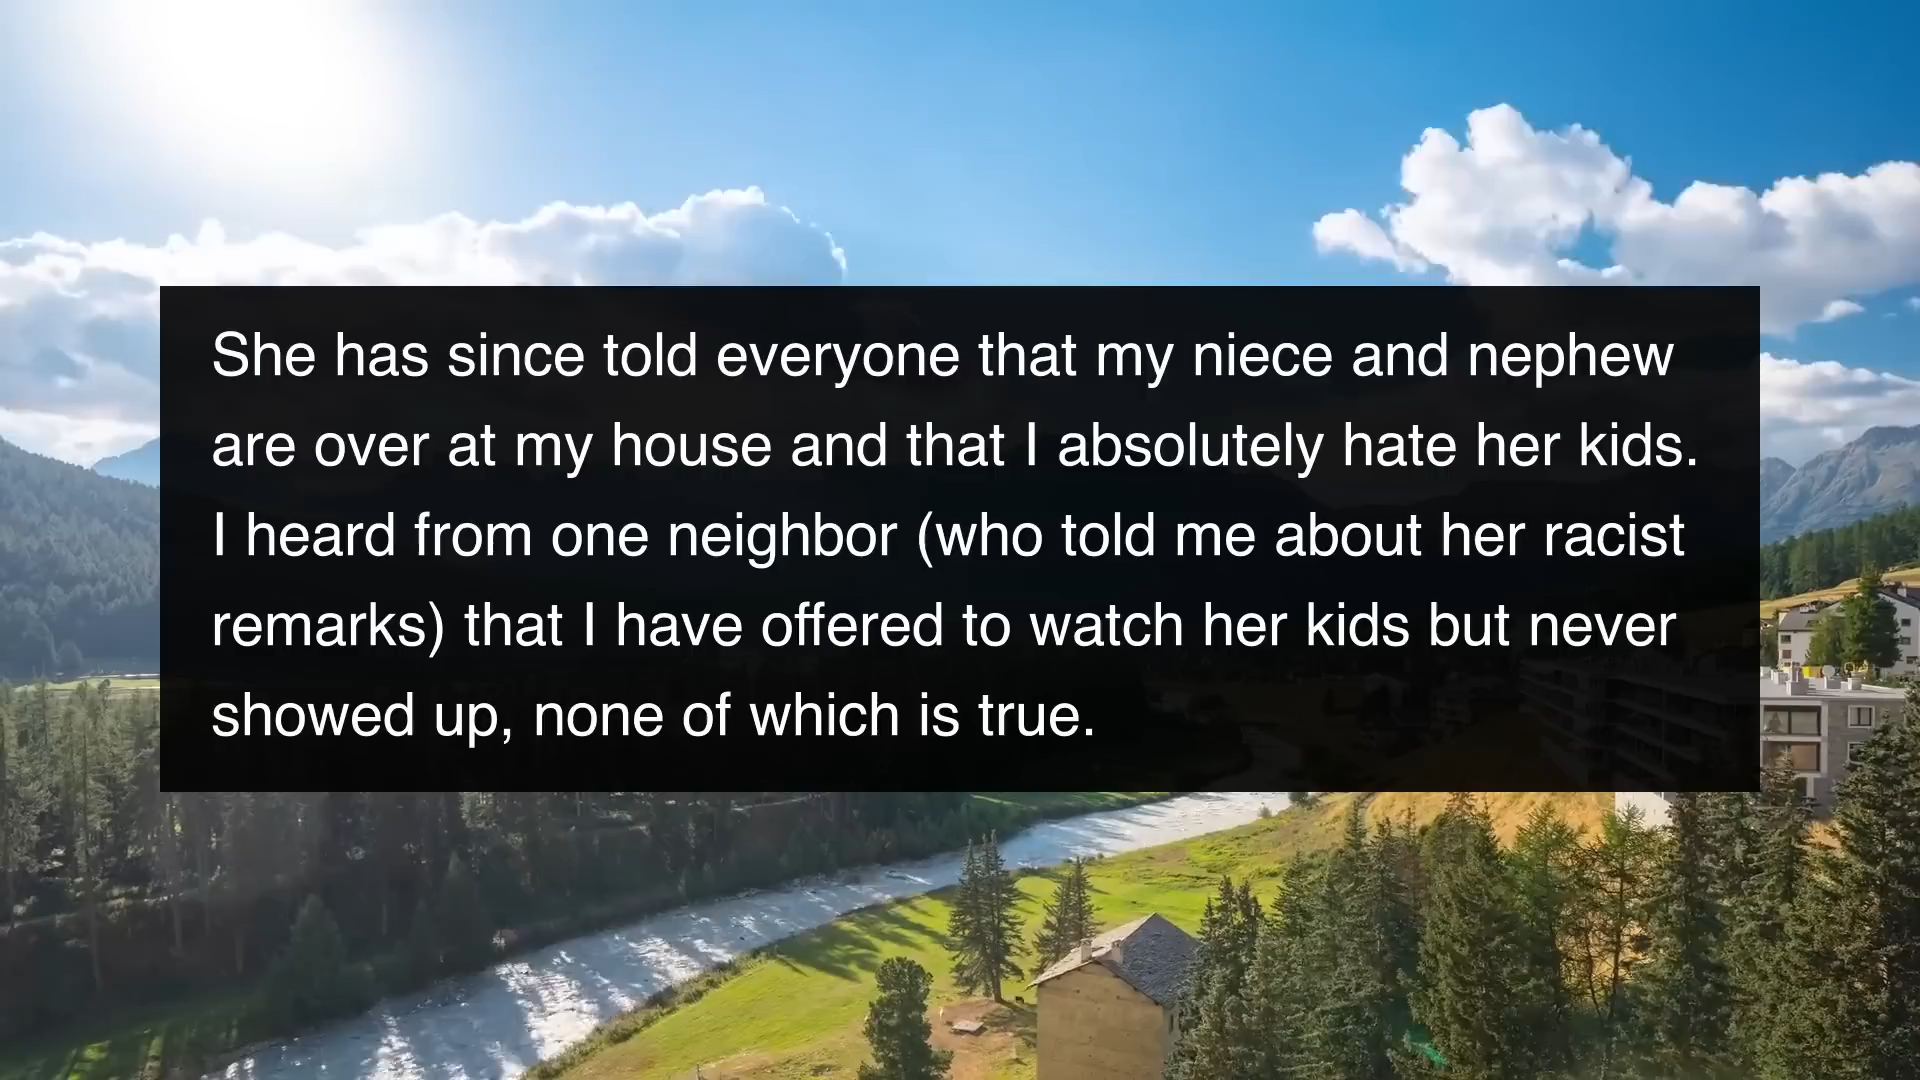 She has since told everyone that my niece and nephew
are over at my house and that I absolutely hate her kids.
I heard from one neighbor (who told me about her racist
remarks) that I have offered to watch her kids but never
showed up, none of which is true.